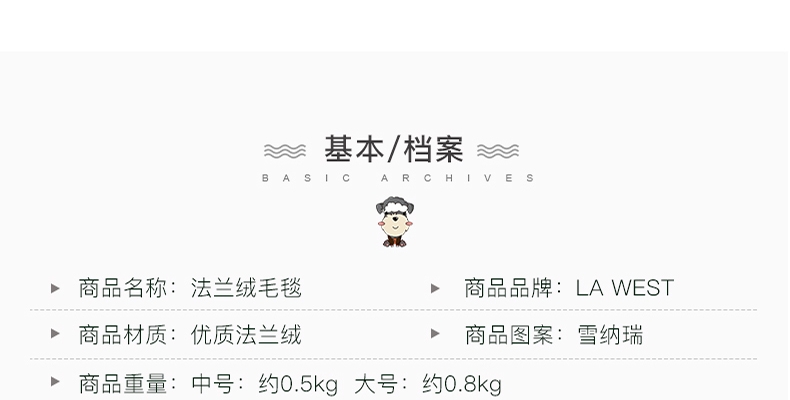 基本/档案
BASIC ARCHIVES
商品名称：法兰绒毛毯 商品品牌：LA WEST
商品材质：优质法兰绒 商品图案：雪纳瑞
商品重量：中号：约0.5kg 大号：约0.8kg